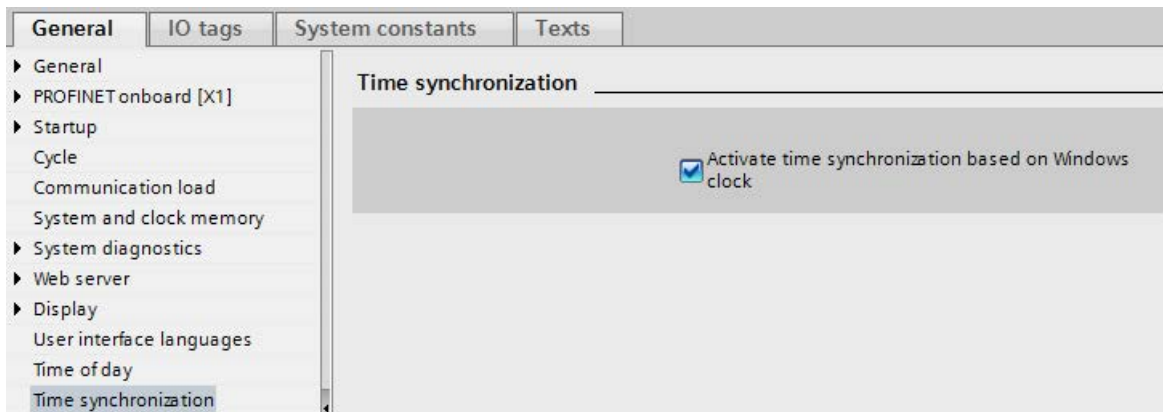 General IO tags System constants Texts
General
PROFINET onboard [X1]
Startup
Cycle
Communication load
System and clock memory
System diagnostics
Web server
Display
User interface languages
Time of day
Time synchronization
Time synchronization
Activate time synchronization based on Windows
clock